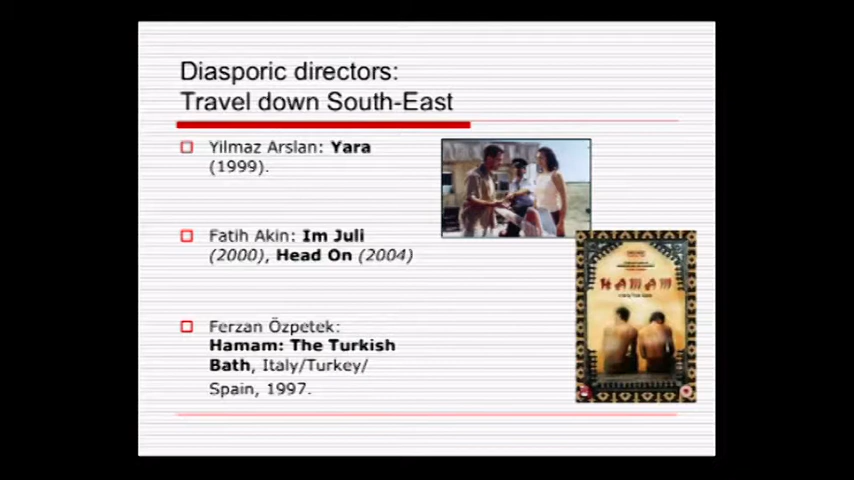 Diasporic directors:
Travel down South-East
Yilmaz Arslan: Yara
(1999).
Fatih Akin: Im Juli
(2000), Head On (2004)
Ferzan Özpetek:
Hamam: The Turkish
Bath, Italy/Turkey/
Spain, 1997.
HAMAM